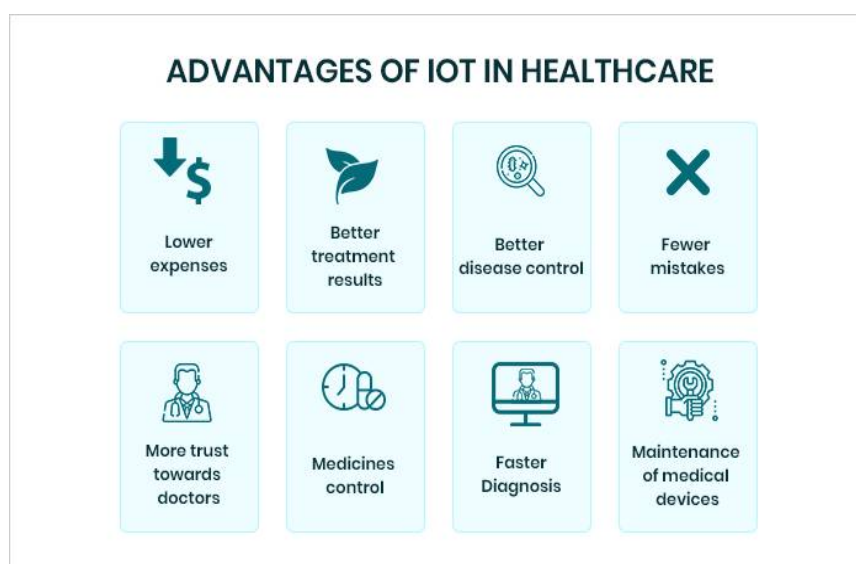 ADVANTAGES OF IOT IN HEALTHCARE
$
Lower
expenses
Better
treatment
results
Better
disease control
Fewer
mistakes
More trust
towards
doctors
Medicines
control
Faster
Diagnosis
Maintenance
of medical
devices